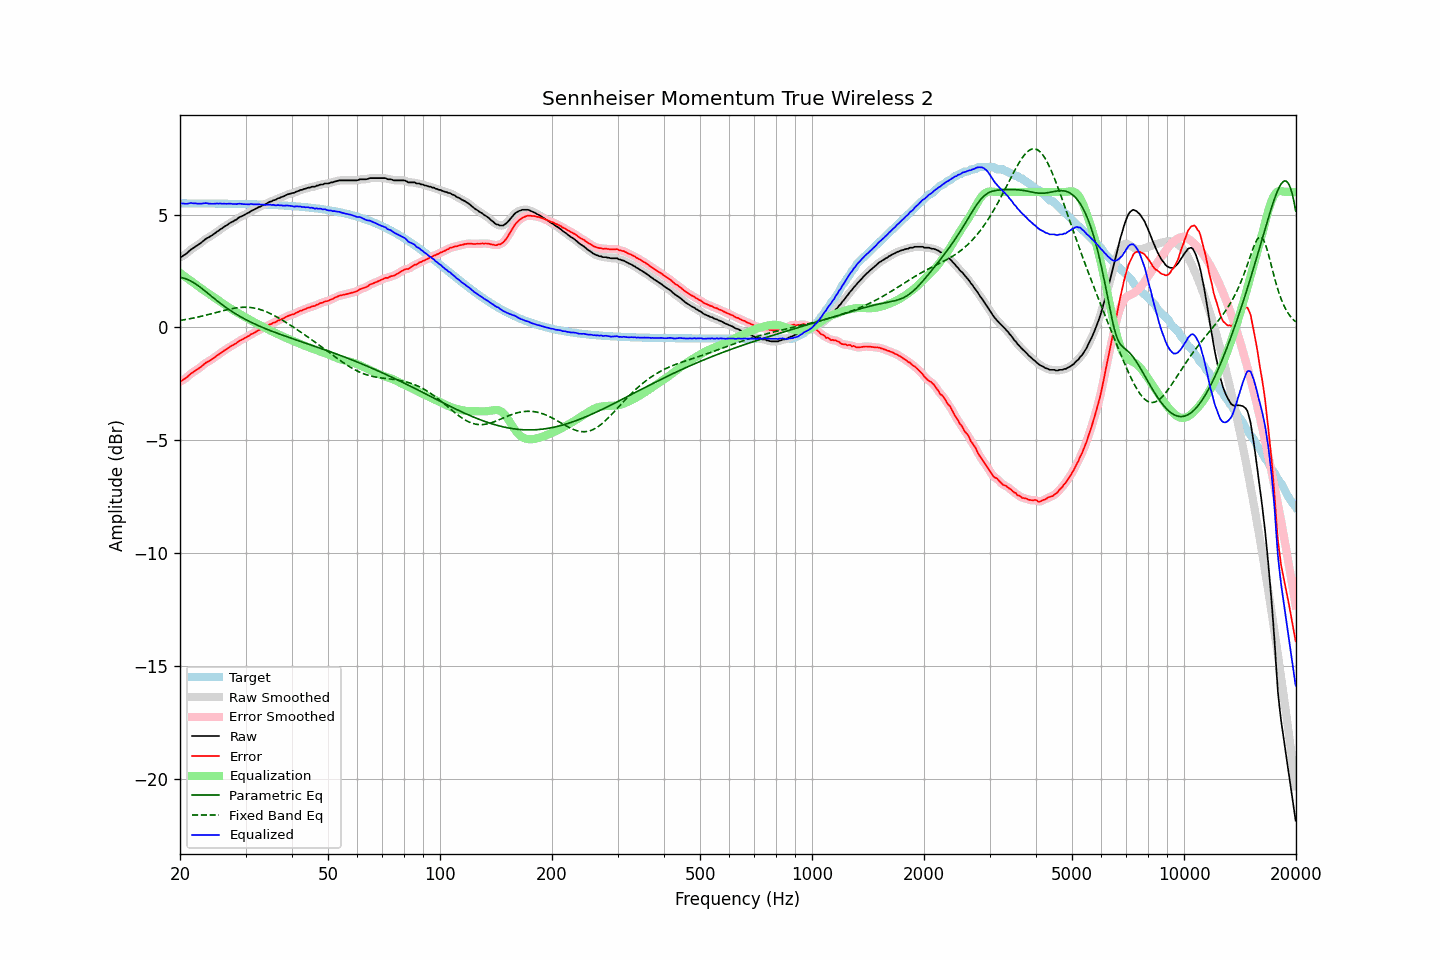 Sennheiser Momentum True Wireless 2
Amplitude (dBr)
5
0
−5
−10
−15
−20
Target
Raw Smoothed
Error Smoothed
Raw
Error
Equalization
Parametric Eq
Fixed Band Eq
Equalized
20 50 100 200 500 1000 2000 5000 10000 20000
Frequency (Hz)